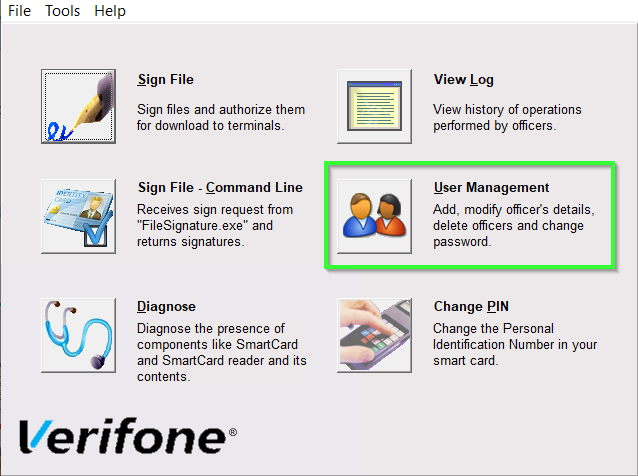 File Tools Help
Sign File
Sign files and authorize them
for download to terminals.
View Log
View history of operations
performed by officers.
IDENTITY
CARD
Sign File - Command Line
Receives sign request from
"FileSignature.exe" and
returns signatures.
User Management
Add, modify officer's details,
delete officers and change
password.
Diagnose
Diagnose the presence of
components like SmartCard
and SmartCard reader and its
contents.
Change PIN
Change the Personal
Identification Number in your
smart card.
Verifone®